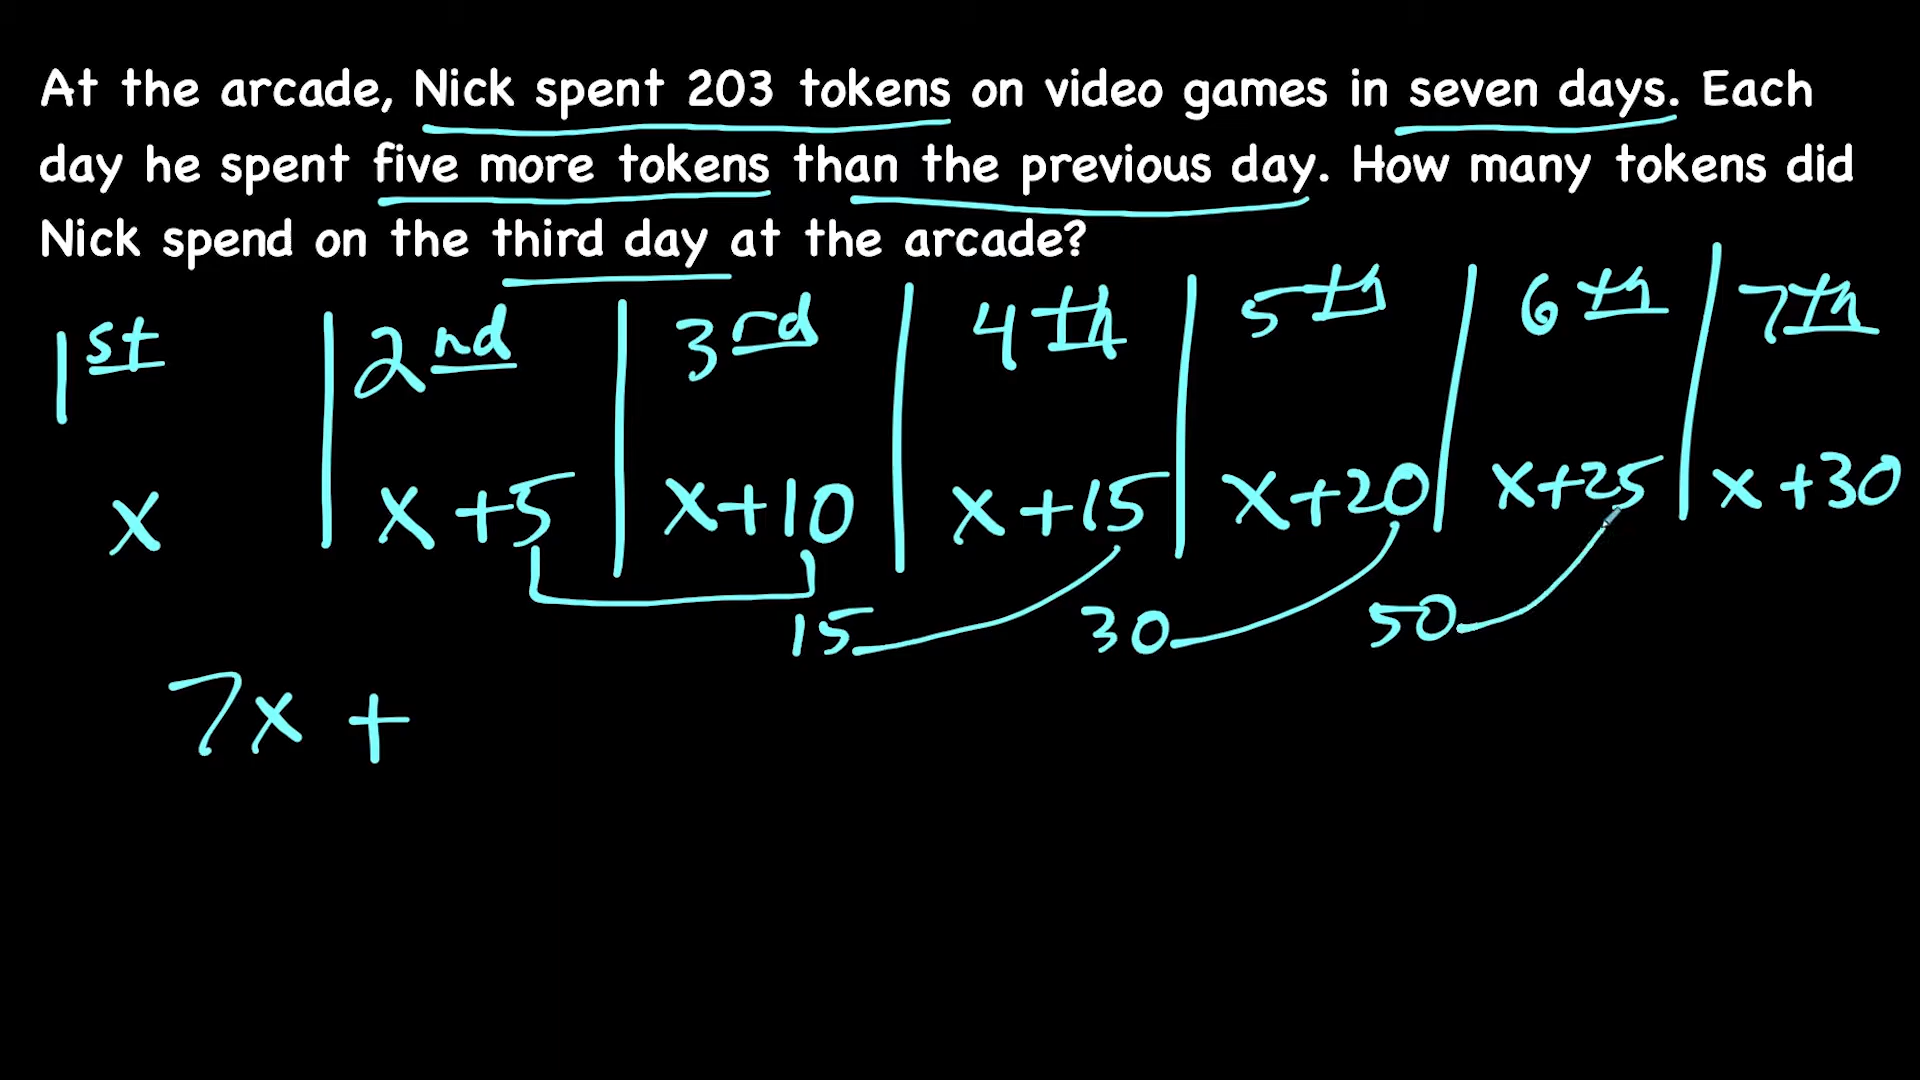 At the arcade, Nick spent 203 tokens on video games in seven days. Each
day he spent five more tokens than the previous day. How many tokens did
Nick spend on the third day at the arcade?
1st 2nd 3rd 4th 5th 6th 7th
x x+5 x+10 x+15 x+20 x+25 x+30
15 30 50
7x +